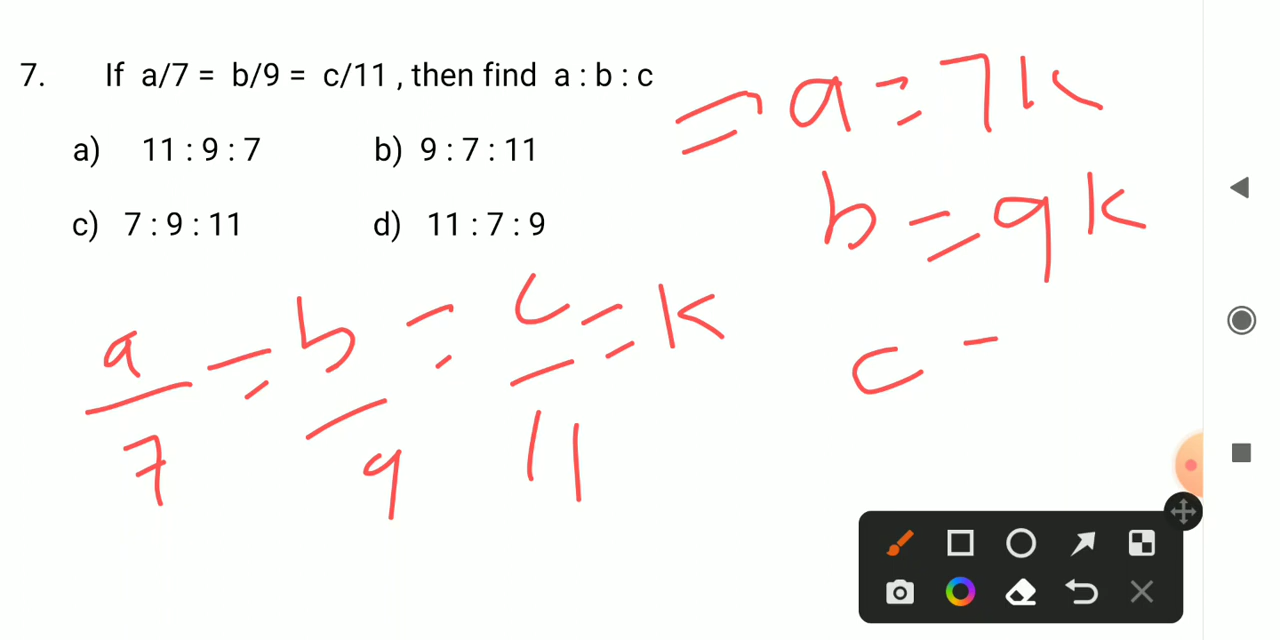 7. If a/7 = b/9 = c/11 , then find a : b : c
a) 11 : 9 : 7 b) 9 : 7 : 11
c) 7 : 9 : 11 d) 11 : 7 : 9
= a = 7k
b = 9k
a/7 = b/9 = c/11 = k
c -